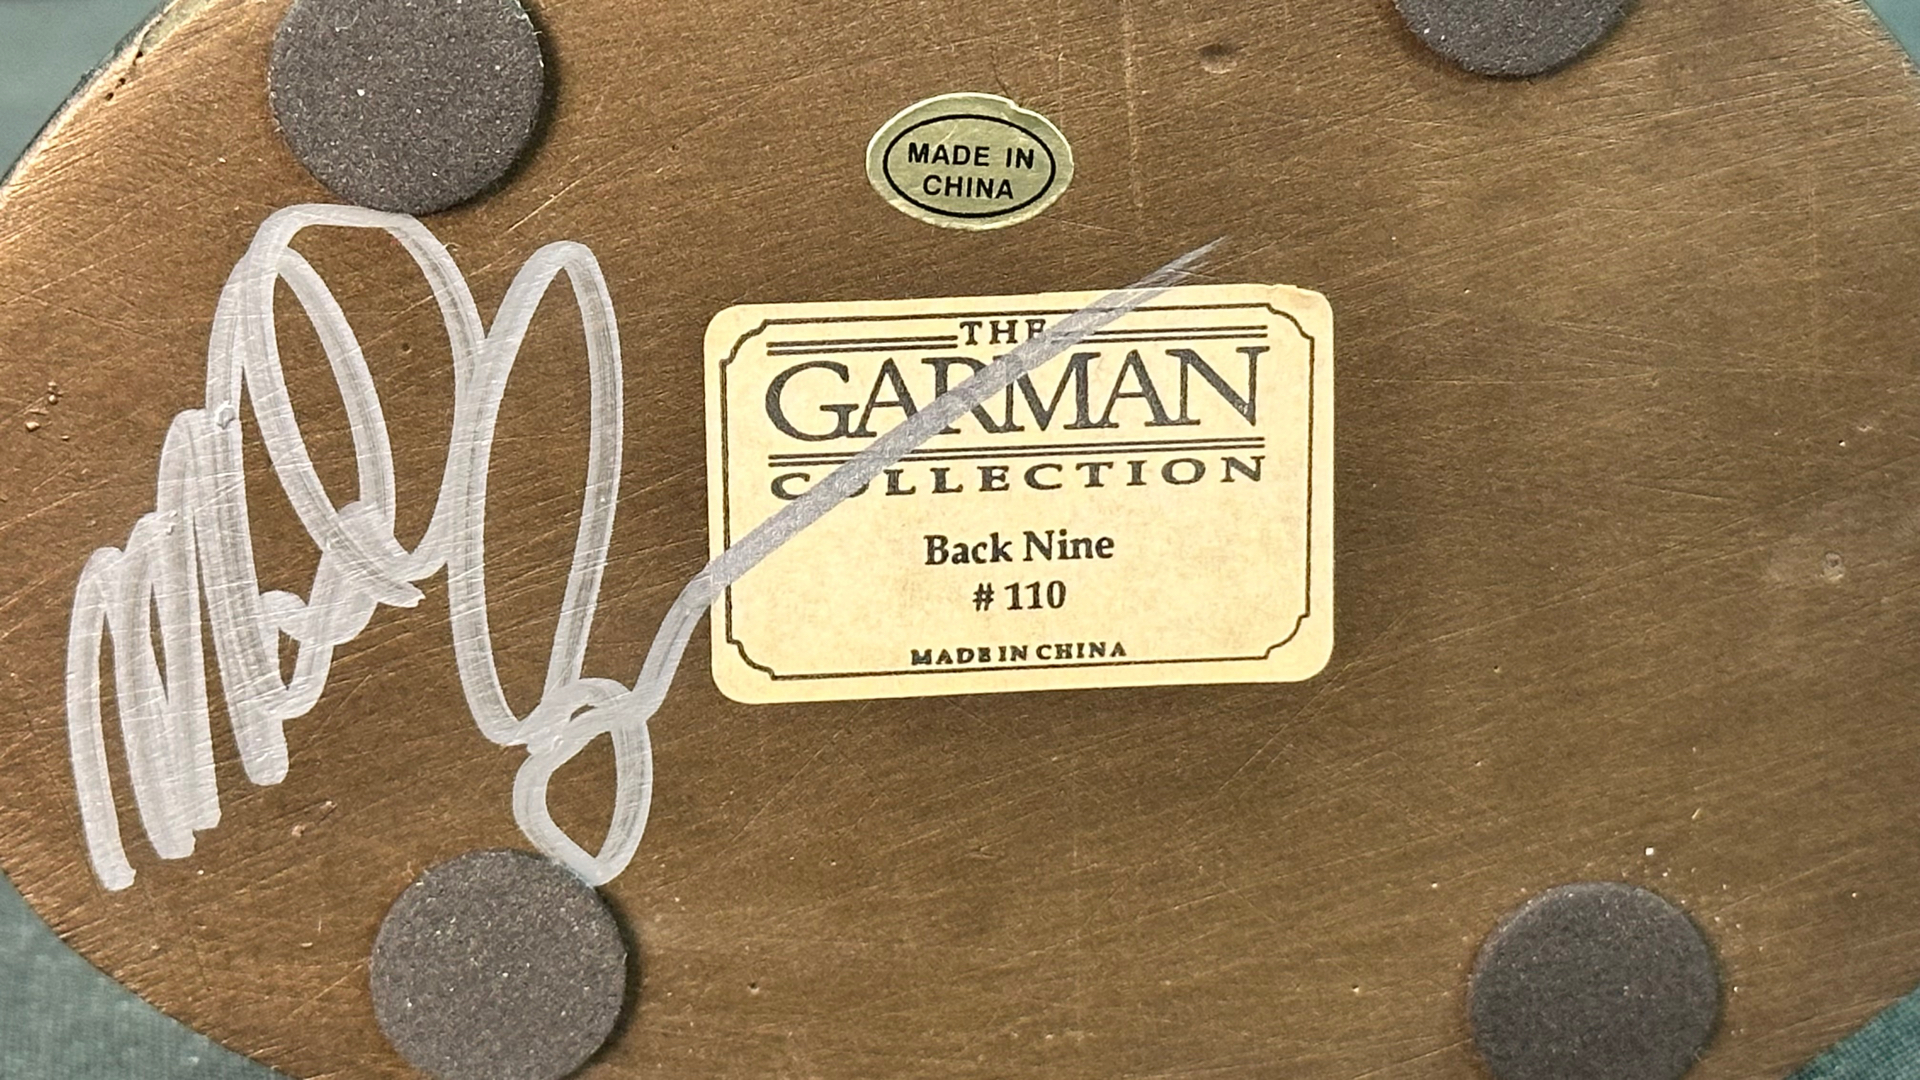 MADE IN
CHINA
THE
GARMAN
COLLECTION
Back Nine
# 110
MADE IN CHINA